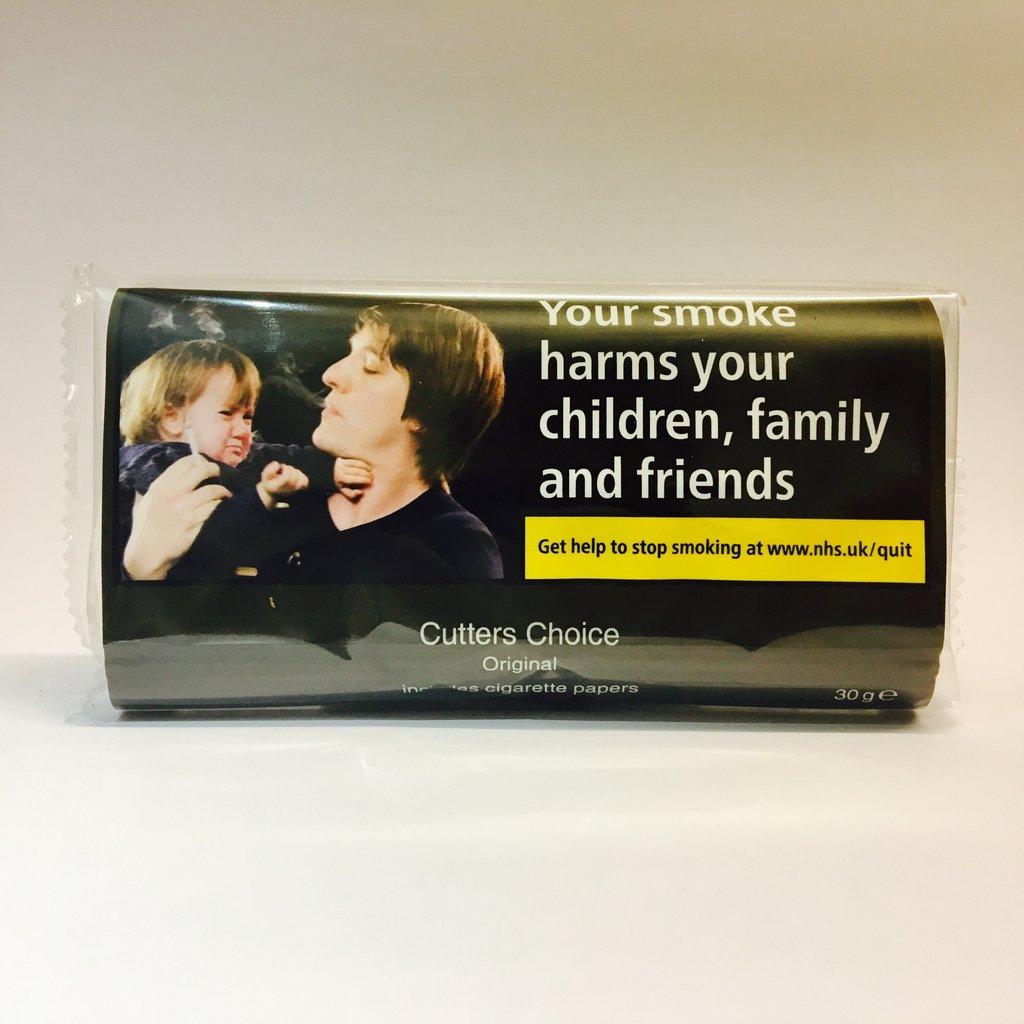 Your smoke
harms your
children, family
and friends
Get help to stop smoking at www.nhs.uk/quit
Cutters Choice
Original
cigarette papers
30 g ℮